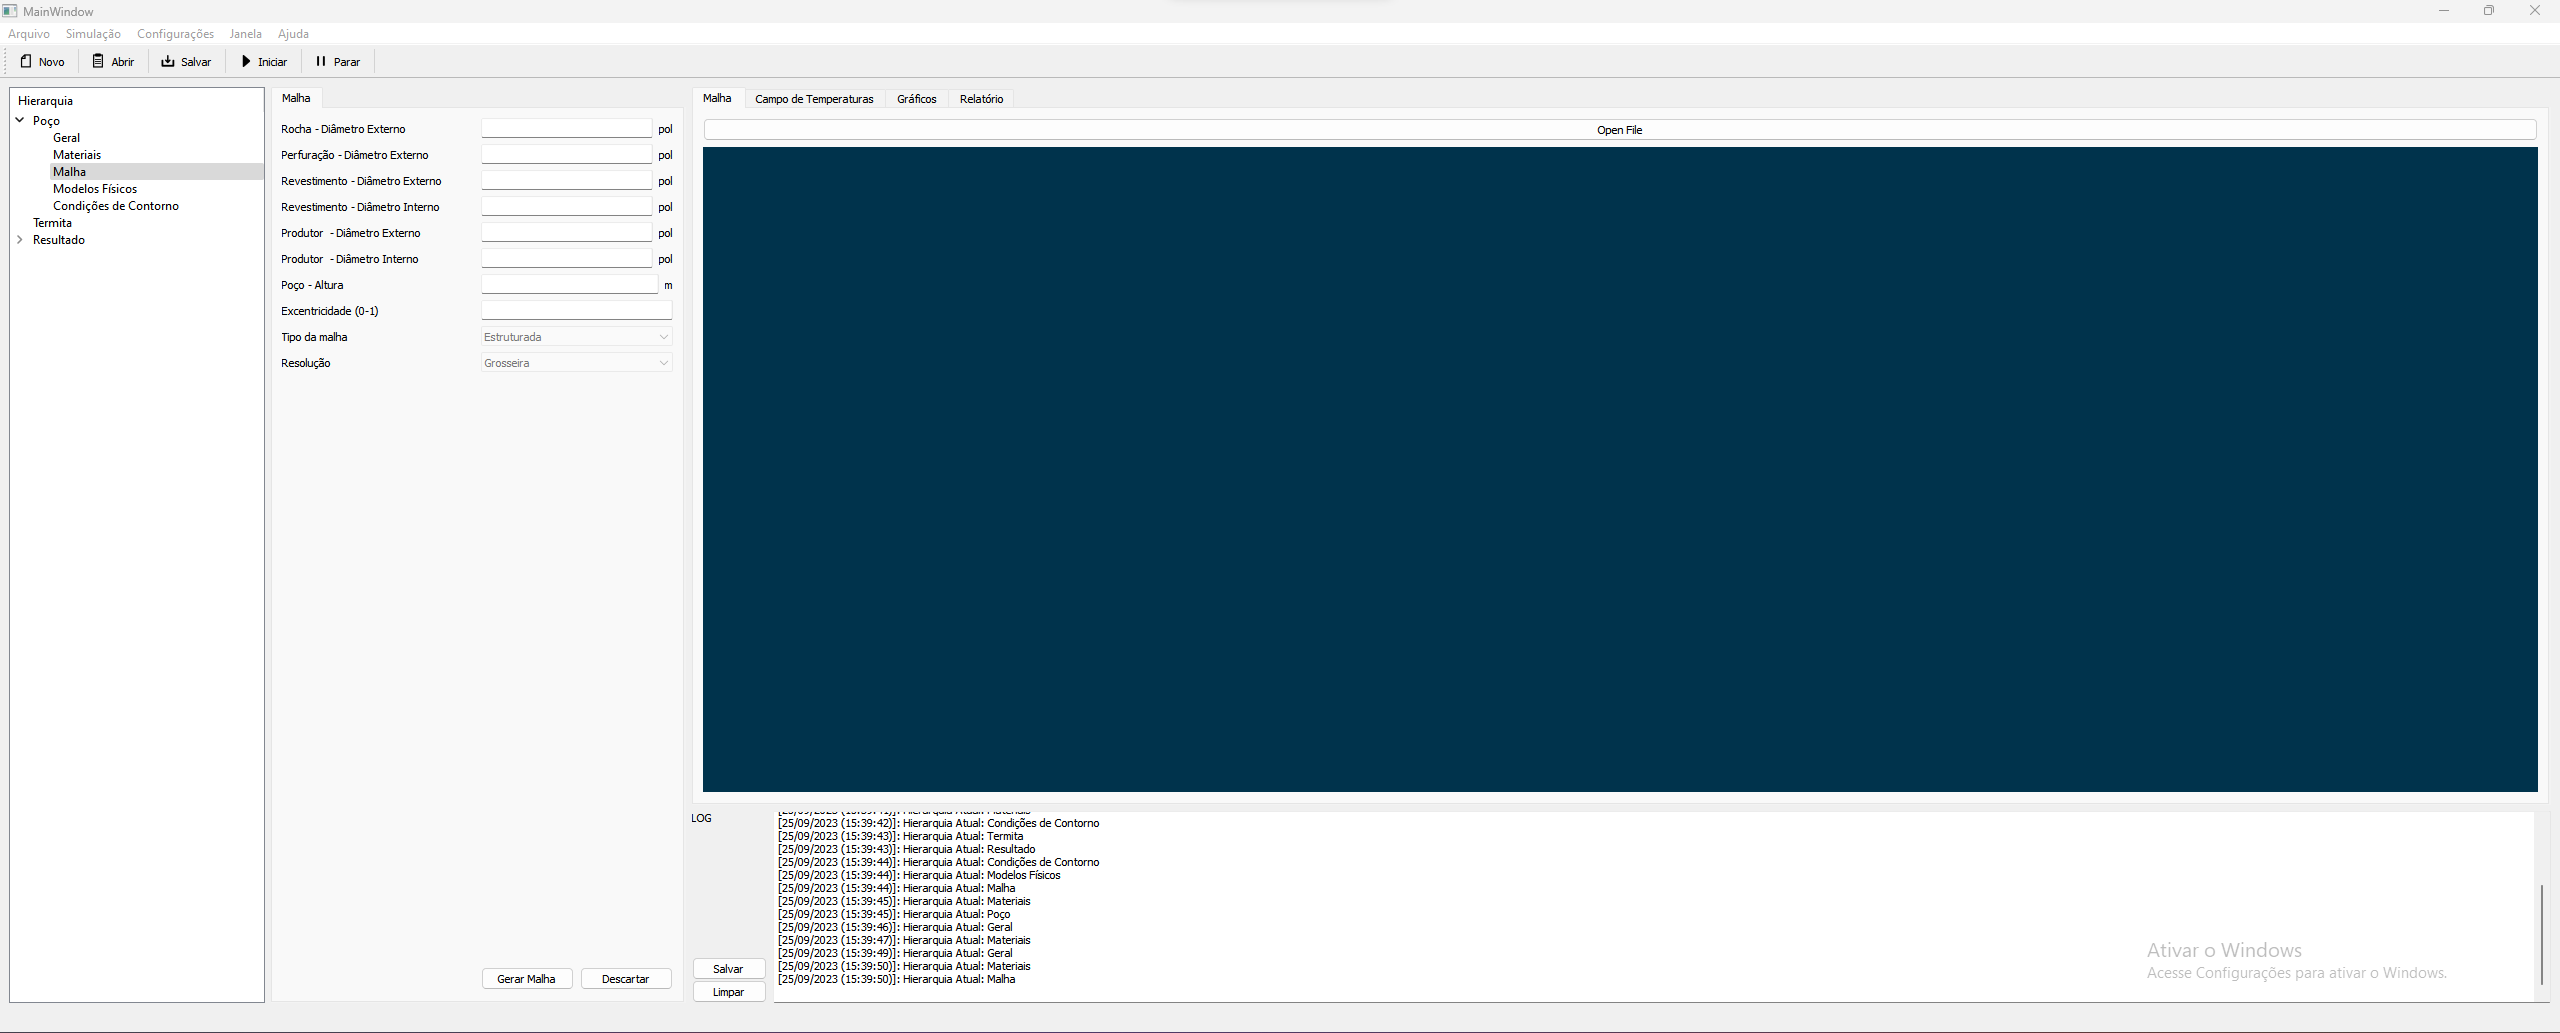 MainWindow
Arquivo Simulação Configurações Janela Ajuda
Novo Abrir Salvar Iniciar Parar
Hierarquia
Poço
Geral
Materiais
Malha
Modelos Físicos
Condições de Contorno
Termita
Resultado
Malha
Rocha - Diâmetro Externo pol
Perfuração - Diâmetro Externo pol
Revestimento - Diâmetro Externo pol
Revestimento - Diâmetro Interno pol
Produtor - Diâmetro Externo pol
Produtor - Diâmetro Interno pol
Poço - Altura m
Excentricidade (0-1)
Tipo da malha Estruturada
Resolução Grosseira
Gerar Malha Descartar
Malha Campo de Temperaturas Gráficos Relatório
Open File
LOG
Salvar
Limpar
[25/09/2023 (15:39:41)]: Hierarquia Atual: Materiais
[25/09/2023 (15:39:42)]: Hierarquia Atual: Condições de Contorno
[25/09/2023 (15:39:43)]: Hierarquia Atual: Termita
[25/09/2023 (15:39:43)]: Hierarquia Atual: Resultado
[25/09/2023 (15:39:44)]: Hierarquia Atual: Condições de Contorno
[25/09/2023 (15:39:44)]: Hierarquia Atual: Modelos Físicos
[25/09/2023 (15:39:44)]: Hierarquia Atual: Malha
[25/09/2023 (15:39:45)]: Hierarquia Atual: Materiais
[25/09/2023 (15:39:45)]: Hierarquia Atual: Poço
[25/09/2023 (15:39:46)]: Hierarquia Atual: Geral
[25/09/2023 (15:39:47)]: Hierarquia Atual: Materiais
[25/09/2023 (15:39:49)]: Hierarquia Atual: Geral
[25/09/2023 (15:39:50)]: Hierarquia Atual: Materiais
[25/09/2023 (15:39:50)]: Hierarquia Atual: Malha
Ativar o Windows
Acesse Configurações para ativar o Windows.